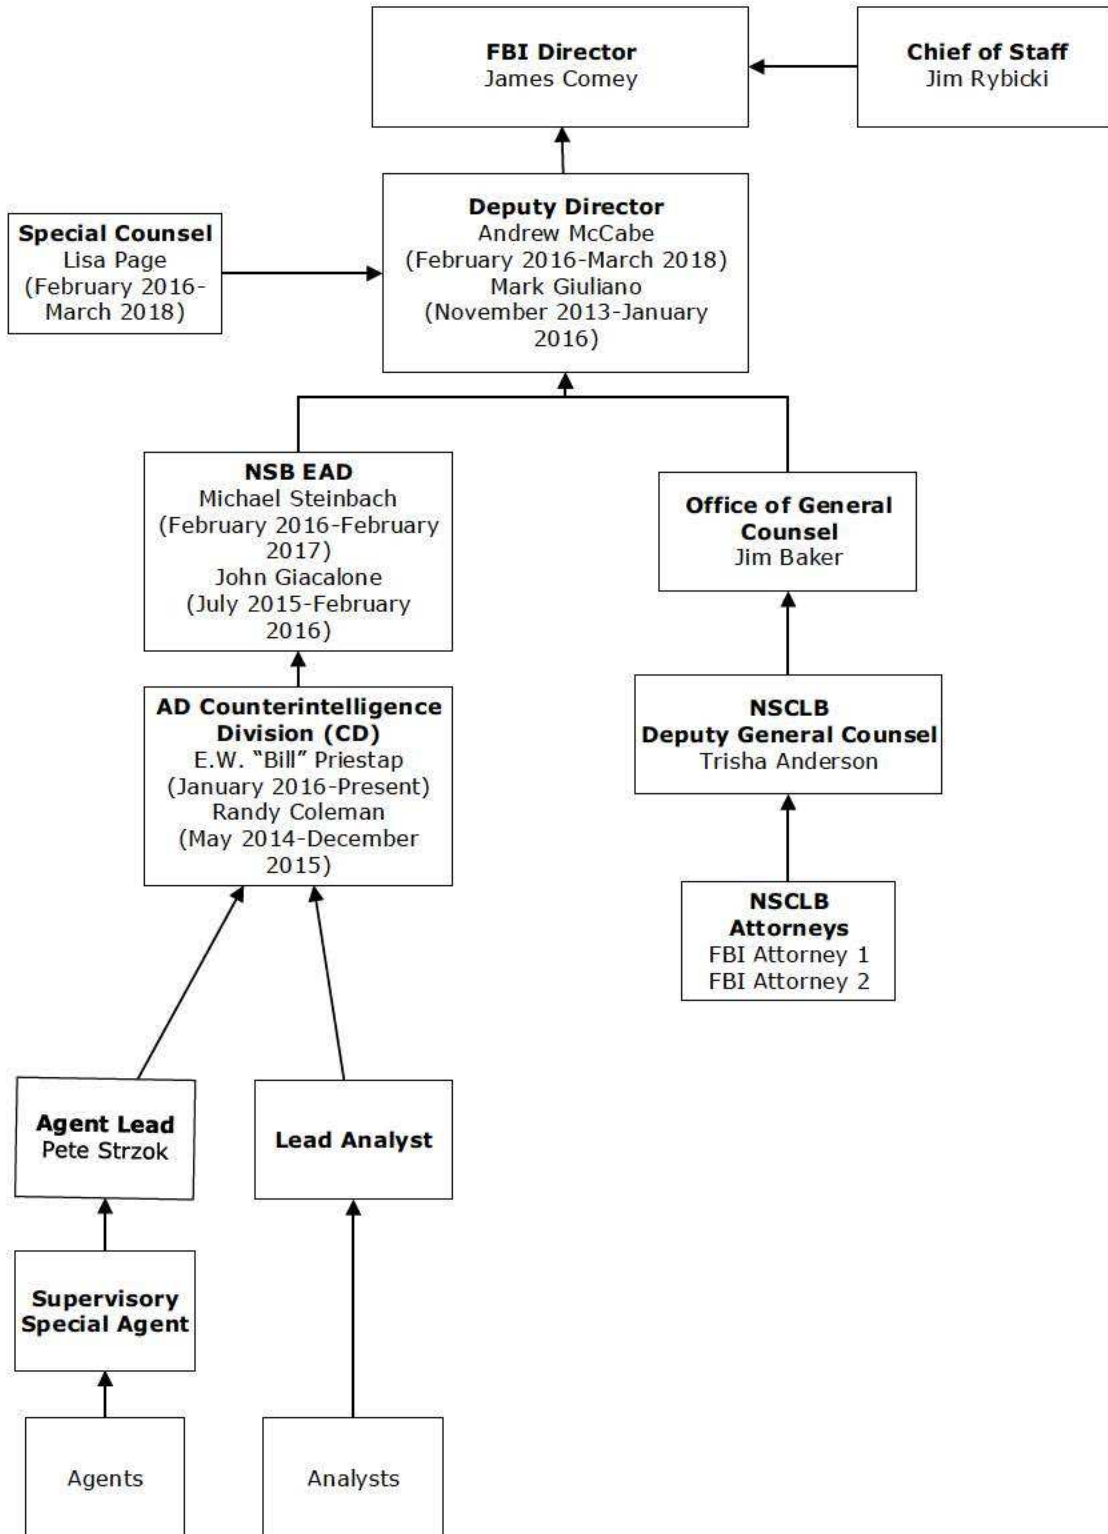 FBI Director
James Comey
Chief of Staff
Jim Rybicki
Special Counsel
Lisa Page
(February 2016-
March 2018)
Deputy Director
Andrew McCabe
(February 2016-March 2018)
Mark Giuliano
(November 2013-January
2016)
NSB EAD
Michael Steinbach
(February 2016-February
2017)
John Giacalone
(July 2015-February
2016)
Office of General
Counsel
Jim Baker
AD Counterintelligence
Division (CD)
E.W. “Bill” Priestap
(January 2016-Present)
Randy Coleman
(May 2014-December
2015)
NSCLB
Deputy General Counsel
Trisha Anderson
NSCLB
Attorneys
FBI Attorney 1
FBI Attorney 2
Agent Lead
Pete Strzok
Lead Analyst
Supervisory
Special Agent
Agents
Analysts